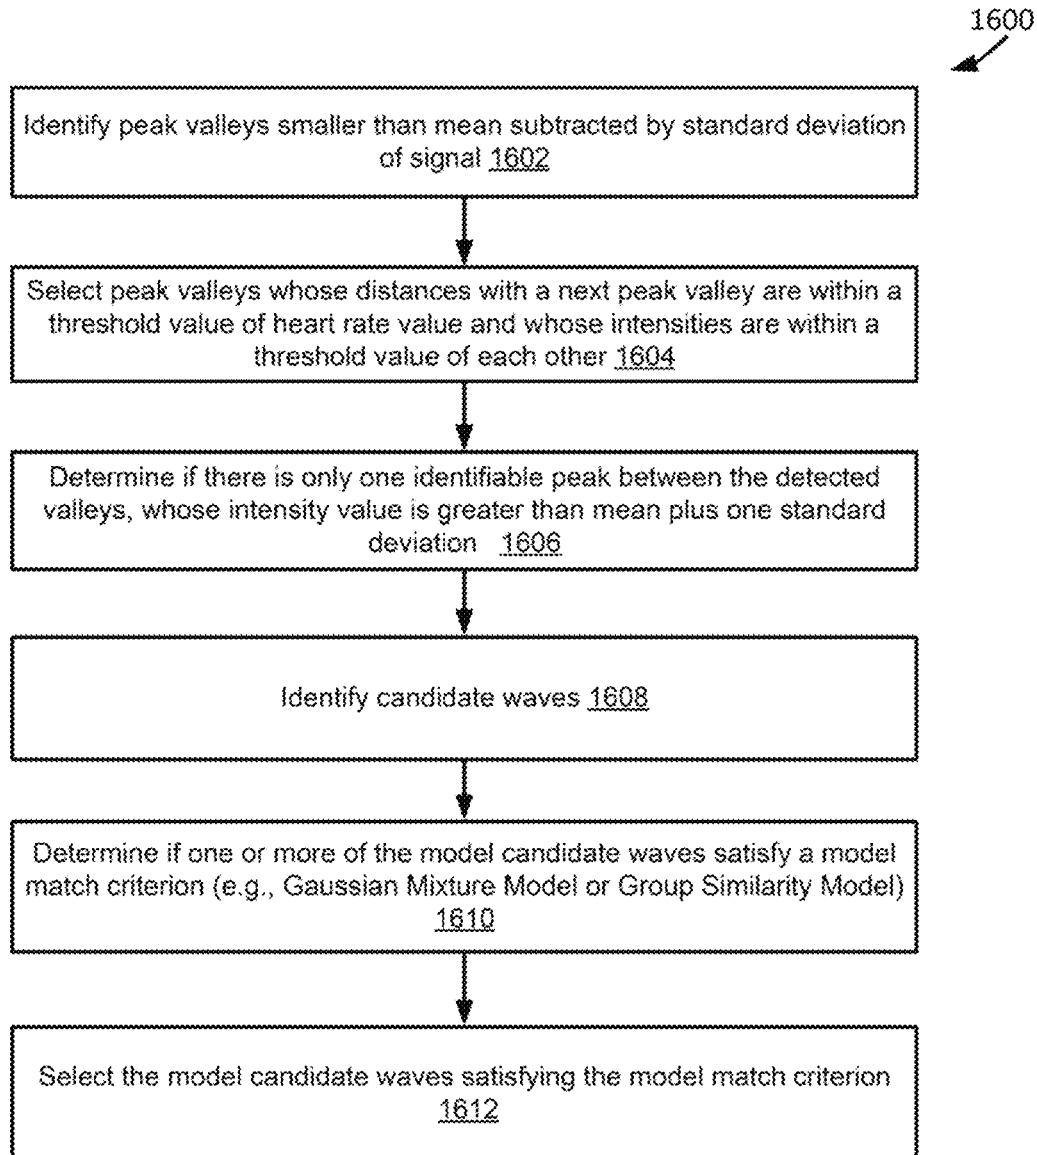 1600
Identify peak valleys smaller than mean subtracted by standard deviation
of signal 1602
Select peak valleys whose distances with a next peak valley are within a
threshold value of heart rate value and whose intensities are within a
threshold value of each other 1604
Determine if there is only one identifiable peak between the detected
valleys, whose intensity value is greater than mean plus one standard
deviation 1606
Identify candidate waves 1608
Determine if one or more of the model candidate waves satisfy a model
match criterion (e.g., Gaussian Mixture Model or Group Similarity Model)
1610
Select the model candidate waves satisfying the model match criterion
1612